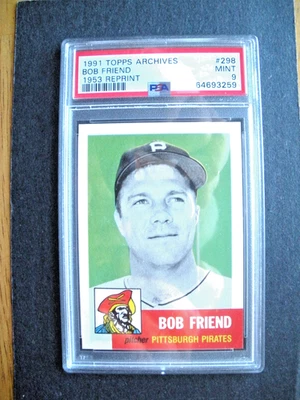 1991 TOPPS ARCHIVES #298
BOB FRIEND MINT
1953 REPRINT PSA 9
64693259
P
BOB FRIEND
pitcher PITTSBURGH PIRATES